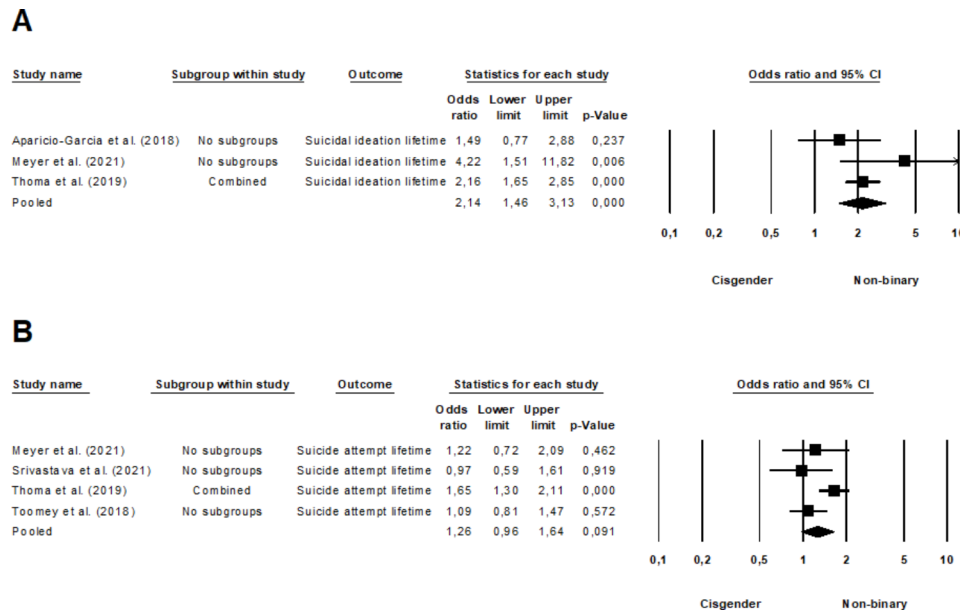 A
Study name Subgroup within study Outcome Statistics for each study Odds ratio and 95% CI
Odds Lower Upper
ratio limit limit p-Value
Aparicio-Garcia et al. (2018) No subgroups Suicidal ideation lifetime 1,49 0,77 2,88 0,237
Meyer et al. (2021) No subgroups Suicidal ideation lifetime 4,22 1,51 11,82 0,006
Thoma et al. (2019) Combined Suicidal ideation lifetime 2,16 1,65 2,85 0,000
Pooled 2,14 1,46 3,13 0,000
0,1 0,2 0,5 1 2 5 10
Cisgender Non-binary
B
Study name Subgroup within study Outcome Statistics for each study Odds ratio and 95% CI
Odds Lower Upper
ratio limit limit p-Value
Meyer et al. (2021) No subgroups Suicide attempt lifetime 1,22 0,72 2,09 0,462
Srivastava et al. (2021) No subgroups Suicide attempt lifetime 0,97 0,59 1,61 0,919
Thoma et al. (2019) Combined Suicide attempt lifetime 1,65 1,30 2,11 0,000
Toomey et al. (2018) No subgroups Suicide attempt lifetime 1,09 0,81 1,47 0,572
Pooled 1,26 0,96 1,64 0,091
0,1 0,2 0,5 1 2 5 10
Cisgender Non-binary